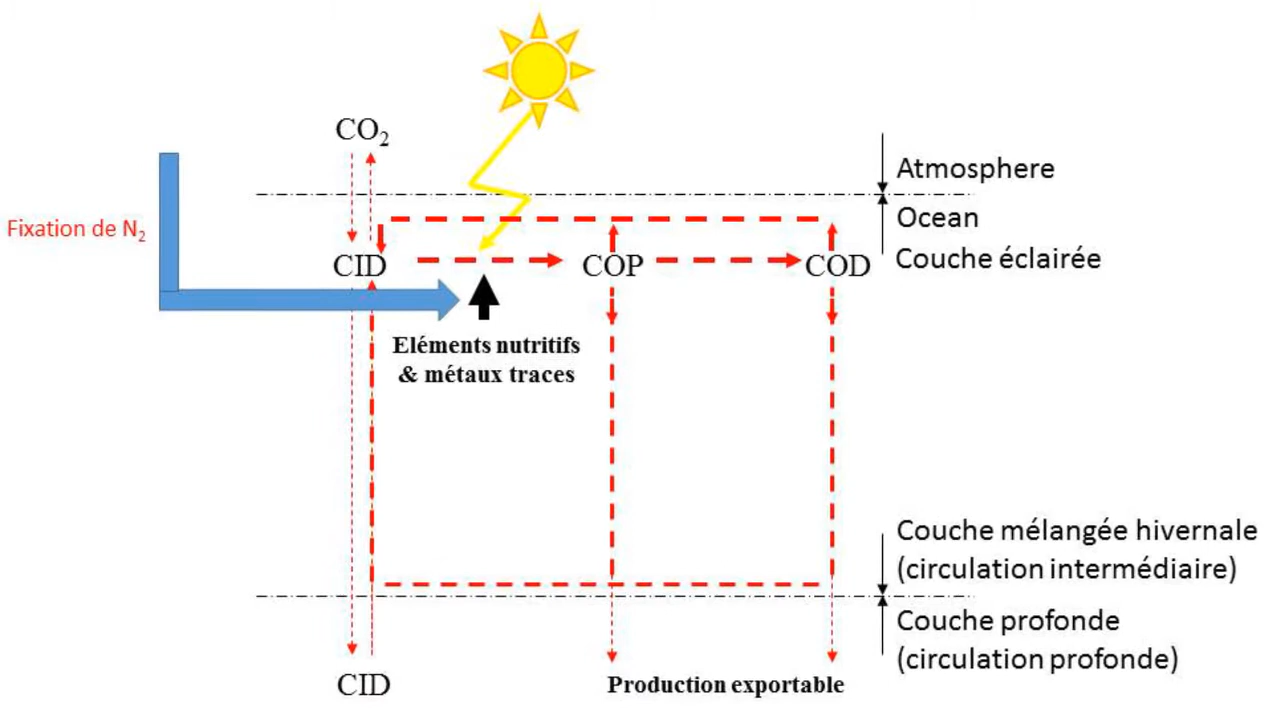 CO₂
Atmosphere
Fixation de N₂
Ocean
CID
COP
COD
Couche éclairée
Eléments nutritifs
& métaux traces
Couche mélangée hivernale
(circulation intermédiaire)
Couche profonde
(circulation profonde)
CID
Production exportable